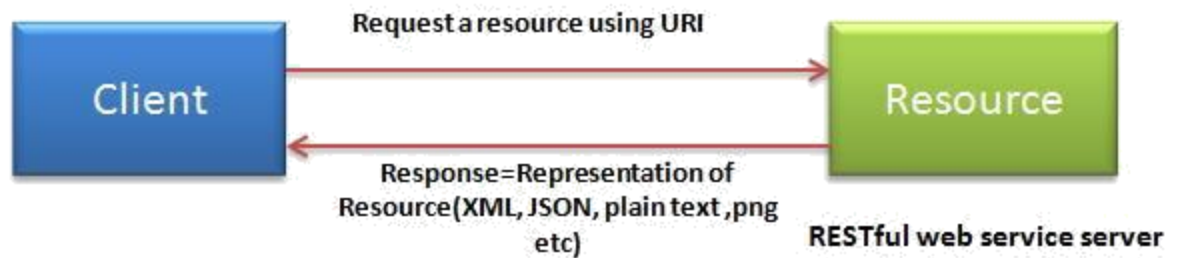 Request a resource using URI
Client
Resource
Response=Representation of
Resource(XML, JSON, plain text ,png
etc)
RESTful web service server